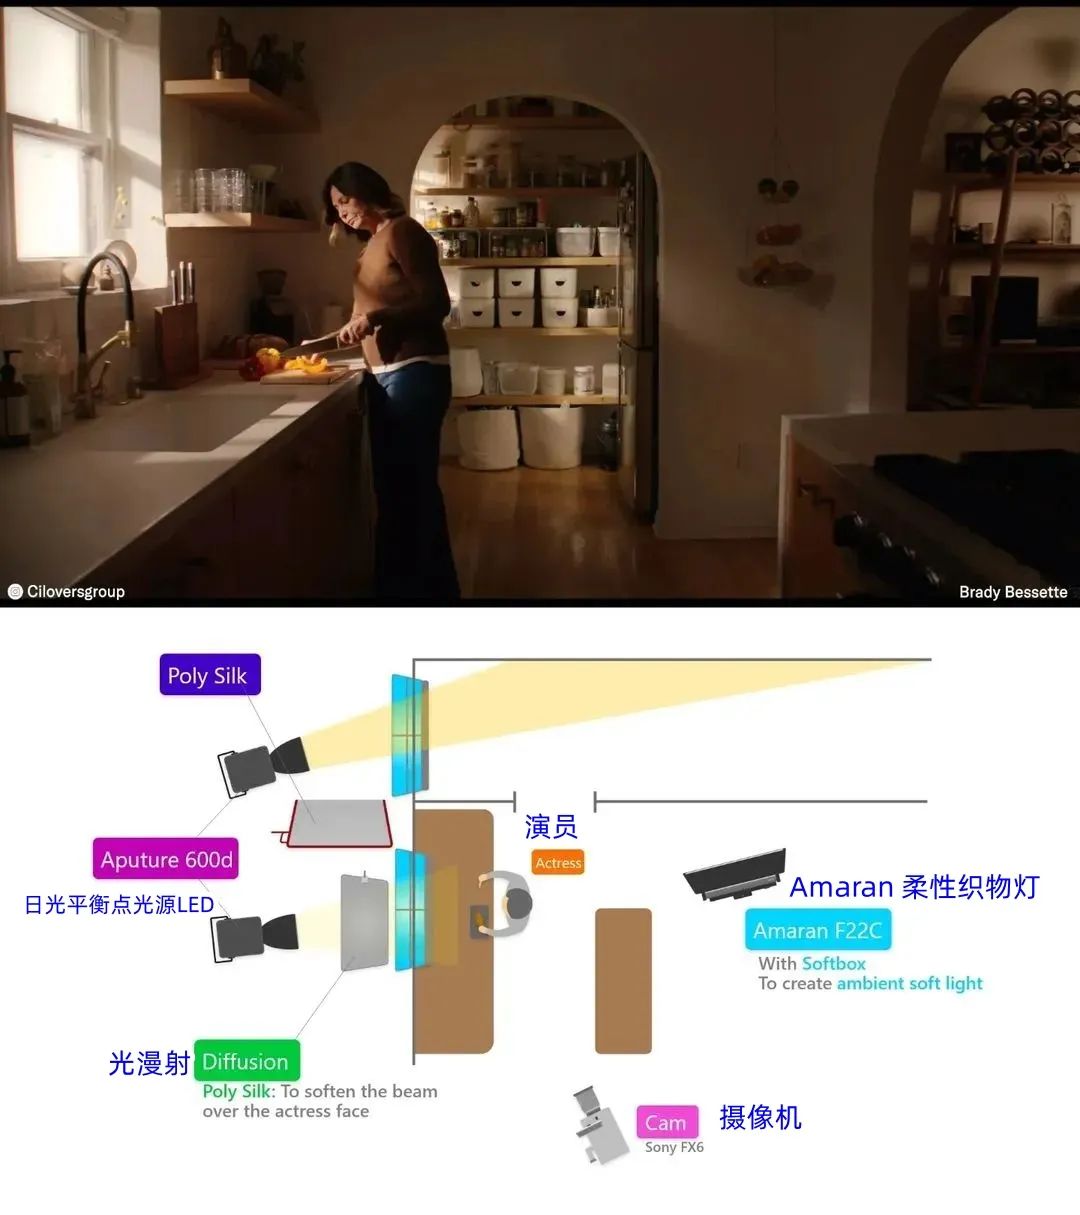 Ciloversgroup
Brady Bessette
Poly Silk
演员
Actress
Aputure 600d
日光平衡点光源LED
Amaran 柔性织物灯
Amaran F22C
With Softbox
To create ambient soft light
光漫射 Diffusion
Poly Silk: To soften the beam
over the actress face
Cam 摄像机
Sony FX6